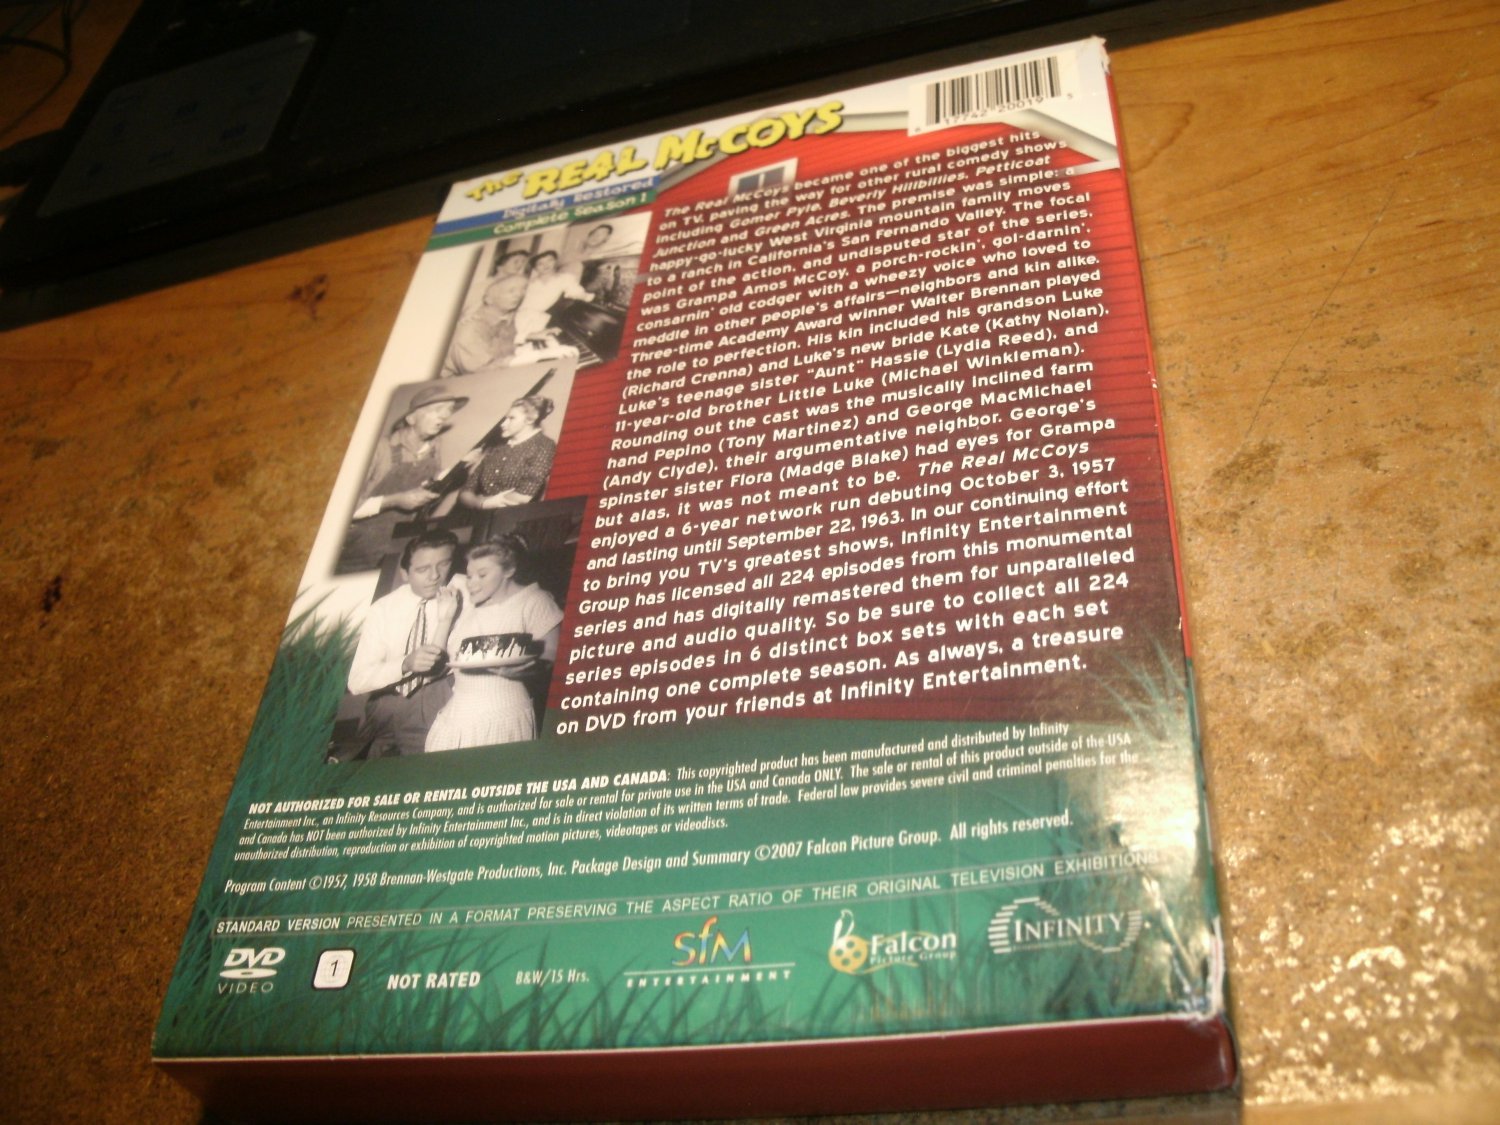 The REAL McCOYS
Digitally Restored
Complete Season 1
The Real McCoys became one of the biggest hits
on TV, paving the way for other rural comedy shows
including Gomer Pyle, Beverly Hillbillies, Petticoat
Junction and Green Acres. The premise was simple: a
happy-go-lucky West Virginia mountain family moves
to a ranch in California's San Fernando Valley. The focal
point of the action, and undisputed star of the series,
was Grampa Amos McCoy, a porch-rockin', gol-darnin',
consarnin' old codger with a wheezy voice who loved to
meddle in other people's affairs—neighbors and kin alike.
Three-time Academy Award winner Walter Brennan played
the role to perfection. His kin included his grandson Luke
(Richard Crenna) and Luke's new bride Kate (Kathy Nolan),
Luke's teenage sister "Aunt" Hassie (Lydia Reed), and
11-year-old brother Little Luke (Michael Winkleman).
Rounding out the cast was the musically inclined farm
hand Pepino (Tony Martinez) and George MacMichael
(Andy Clyde), their argumentative neighbor. George's
spinster sister Flora (Madge Blake) had eyes for Grampa
but alas, it was not meant to be. The Real McCoys
enjoyed a 6-year network run debuting October 3, 1957
and lasting until September 22, 1963. In our continuing effort
to bring you TV's greatest shows, Infinity Entertainment
Group has licensed all 224 episodes from this monumental
series and has digitally remastered them for unparalleled
picture and audio quality. So be sure to collect all 224
series episodes in 6 distinct box sets with each set
containing one complete season. As always, a treasure
on DVD from your friends at Infinity Entertainment.
NOT AUTHORIZED FOR SALE OR RENTAL OUTSIDE THE USA AND CANADA: This copyrighted product has been manufactured and distributed by Infinity
Entertainment Inc., an Infinity Resources Company, and is authorized for sale or rental for private use in the USA and Canada ONLY. The sale or rental of this product outside of the USA
and Canada has NOT been authorized by Infinity Entertainment Inc., and is in direct violation of its written terms of trade. Federal law provides severe civil and criminal penalties for the
unauthorized distribution, reproduction or exhibition of copyrighted motion pictures, videotapes or videodiscs.
Program Content ©1957, 1958 Brennan-Westgate Productions, Inc. Package Design and Summary ©2007 Falcon Picture Group. All rights reserved.
STANDARD VERSION PRESENTED IN A FORMAT PRESERVING THE ASPECT RATIO OF THEIR ORIGINAL TELEVISION EXHIBITIONS
DVD VIDEO
1
NOT RATED
B&W/15 Hrs.
sfM ENTERTAINMENT
Falcon Picture Group
INFINITY